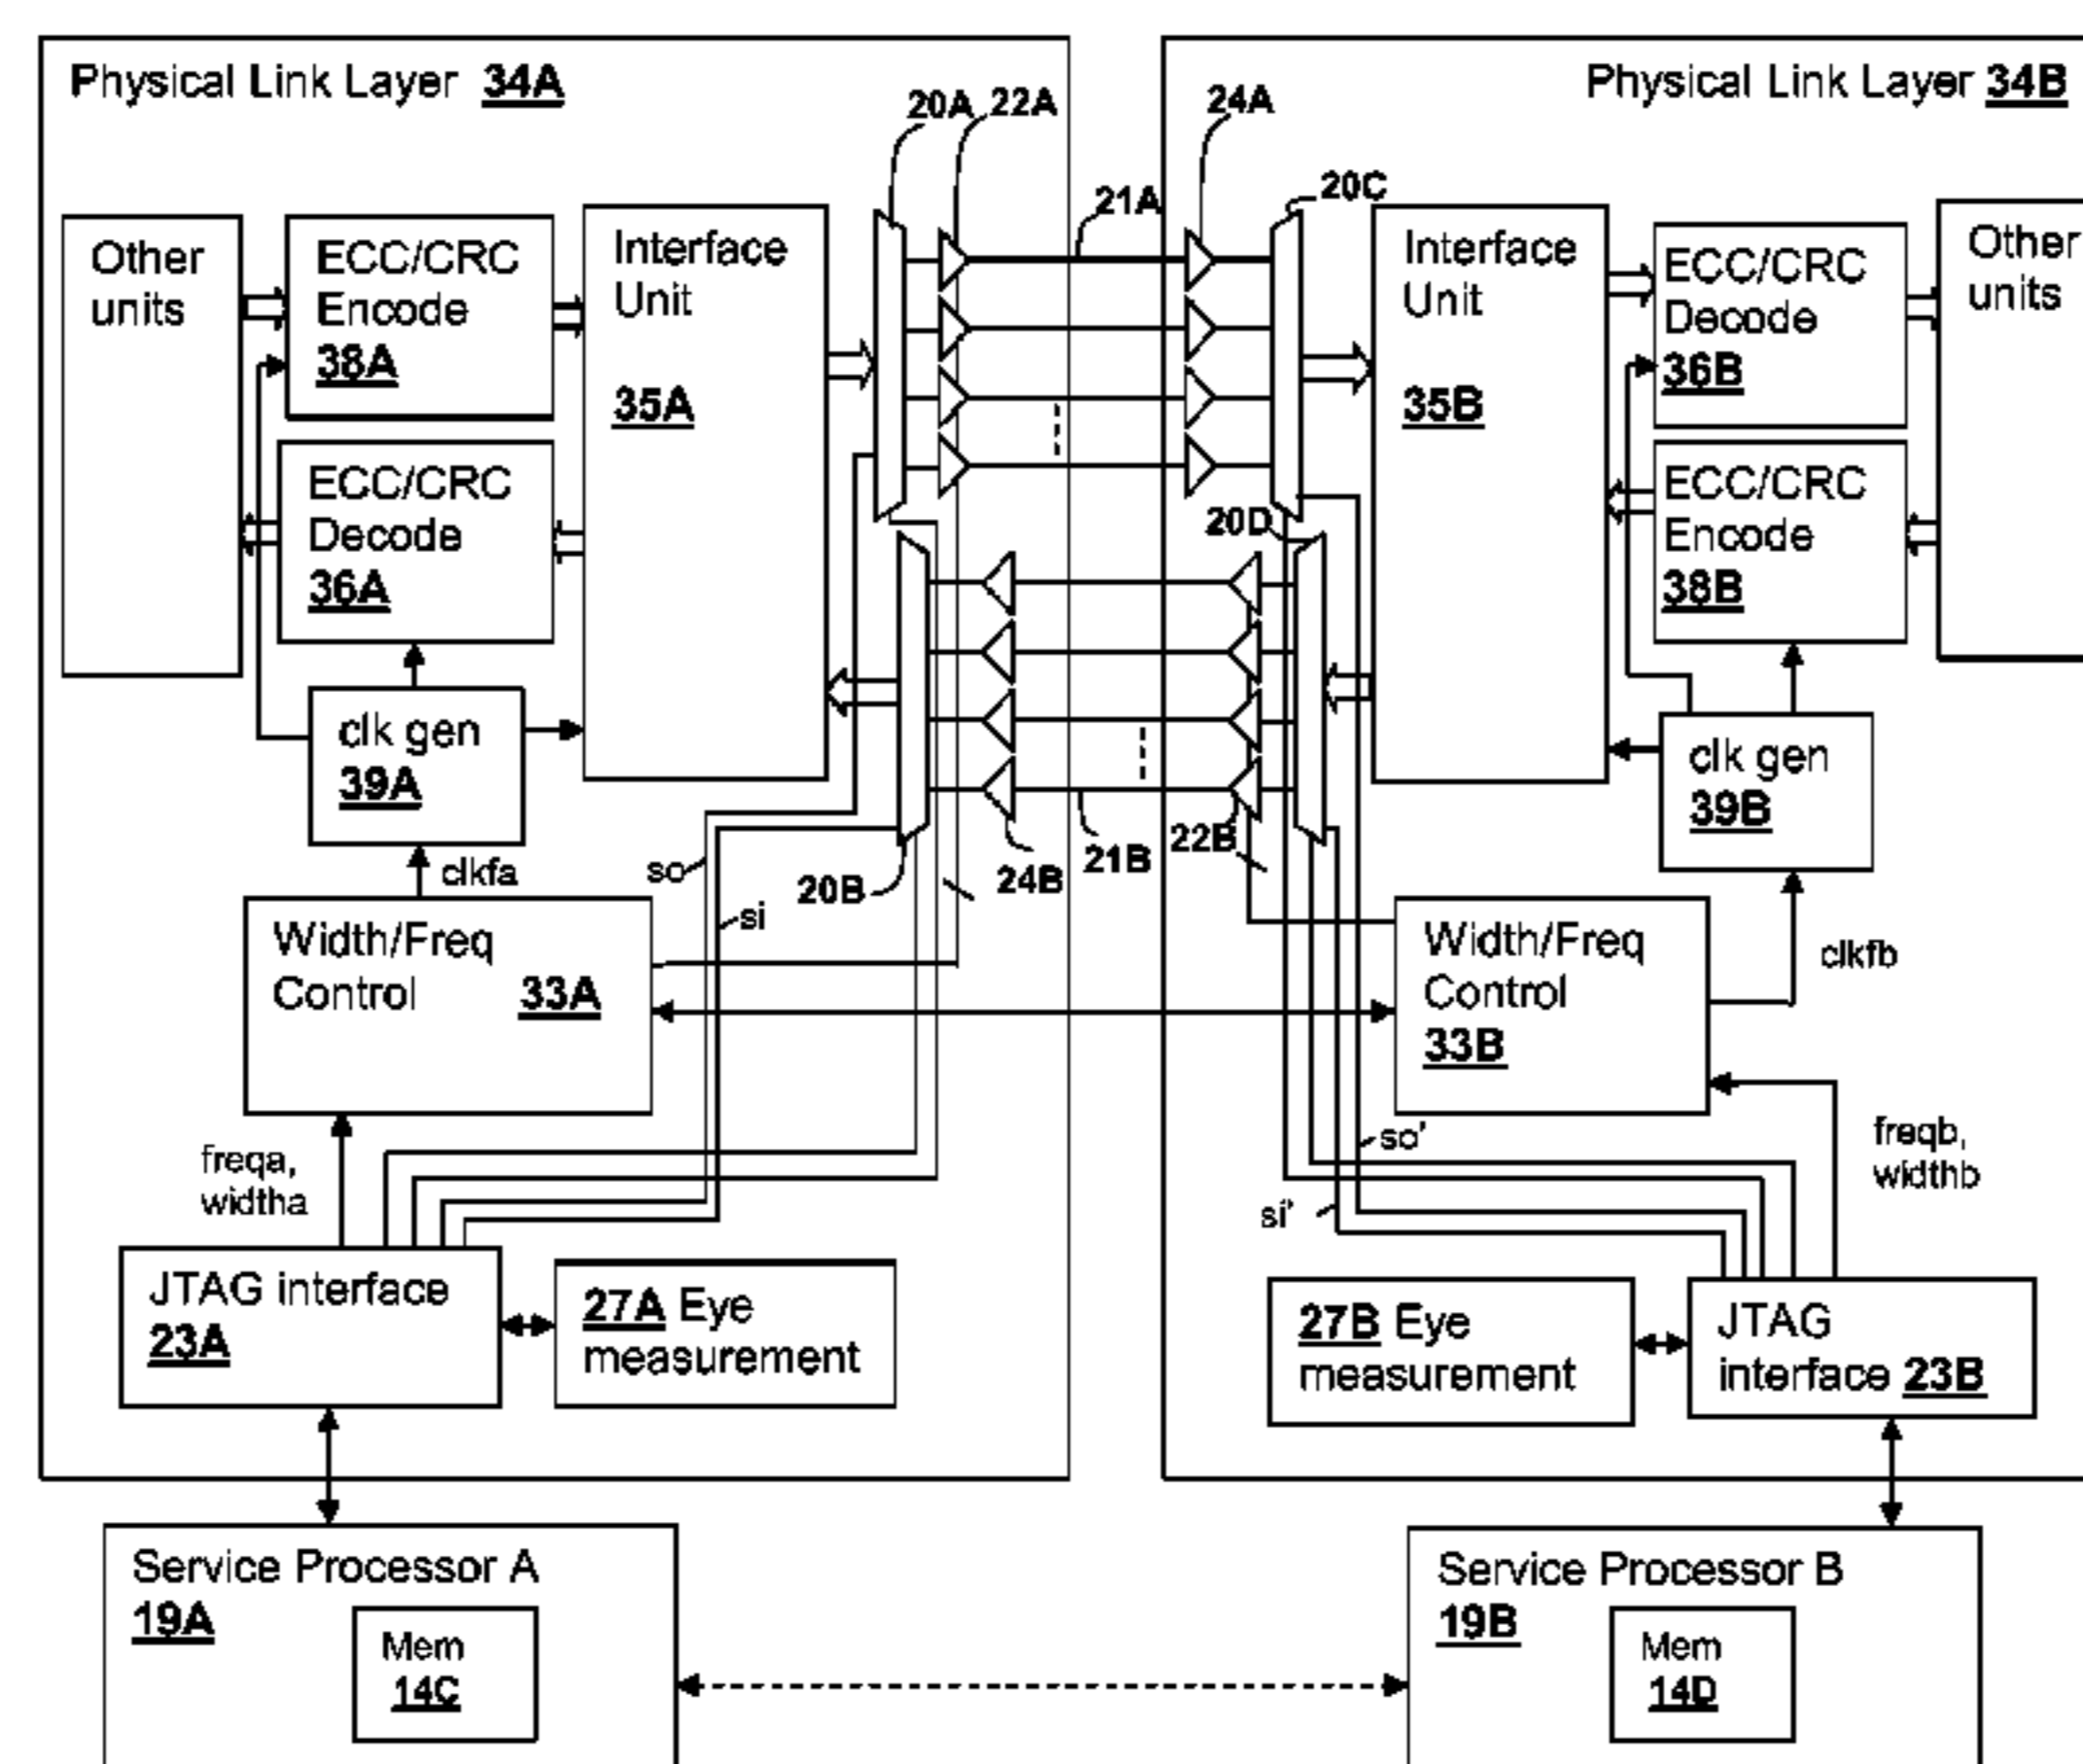 Physical Link Layer 34A
Physical Link Layer 34B
20A
22A
24A
21A
20C
Other
units
ECC/CRC
Encode
38A
Interface
Unit
35A
Interface
Unit
35B
ECC/CRC
Decode
36B
Other
units
ECC/CRC
Decode
36A
20D
ECC/CRC
Encode
38B
clk gen
39A
clk gen
39B
clkfa
so
si
20B
24B
21B
22B
Width/Freq
Control 33A
Width/Freq
Control
33B
clkfb
freqa,
widtha
so'
si'
freqb,
widthb
JTAG interface
23A
27A Eye
measurement
27B Eye
measurement
JTAG
interface 23B
Service Processor A
19A
Mem
14C
Service Processor B
19B
Mem
14D